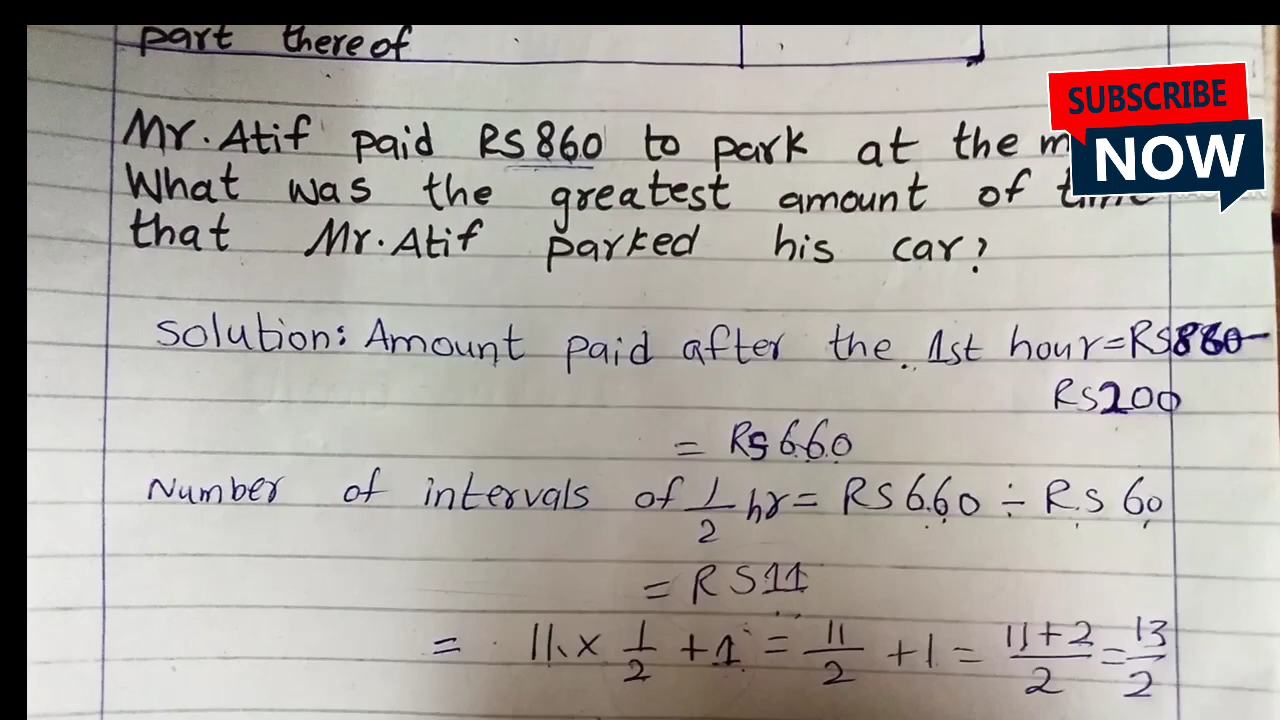 part thereof
Mr. Atif paid RS 860 to park at the
What was the greatest amount of time
that Mr. Atif parked his car?
Solution: Amount paid after the 1st hour = RS 860 -
RS 200
= RS 660
Number of intervals of 1/2 hr = RS 660 ÷ R.S 60
= RS 11
= 11 × 1/2 + 1 = 11/2 + 1 = 11+2/2 = 13/2
SUBSCRIBE
NOW